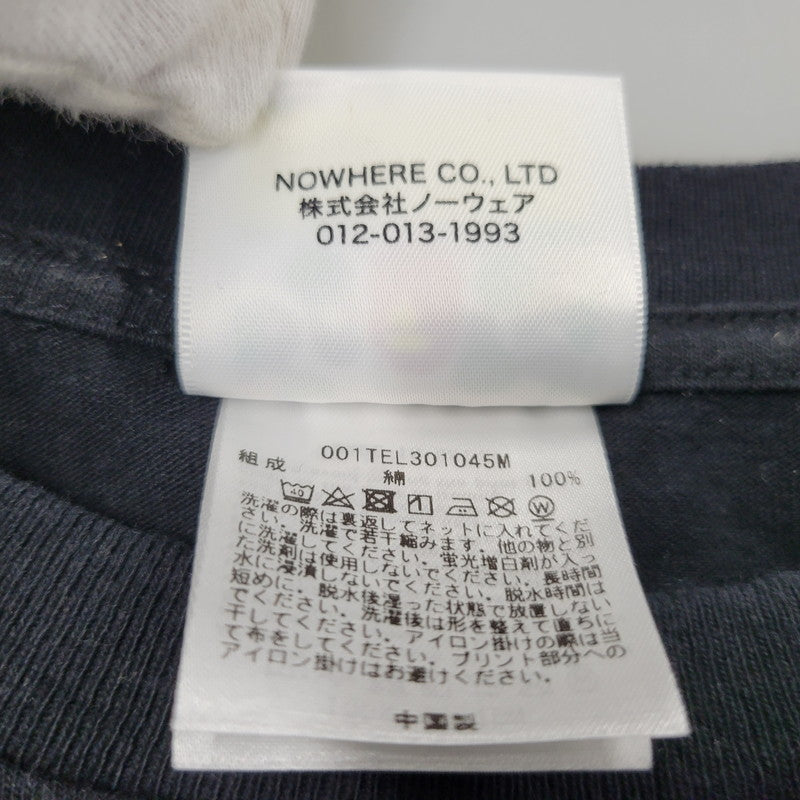 NOWHERE CO., LTD
株式会社ノーウェア
012-013-1993
001TEL301045M
組成 綿 100%
40 W
洗濯の際は裏返してネットに入れてくだ
さい。洗濯で若干縮みます。他の物と別
に洗濯してください。蛍光増白剤が入っ
た洗剤は使用しないでください。長時間
水に浸漬しないでください。脱水時間は
短めに。脱水後湿った状態で放置しない
でください。洗濯後は形を整えて直ちに
干してください。アイロン掛けの際は当
て布をしてください。プリント部分への
アイロン掛けはお避けください。
中国製